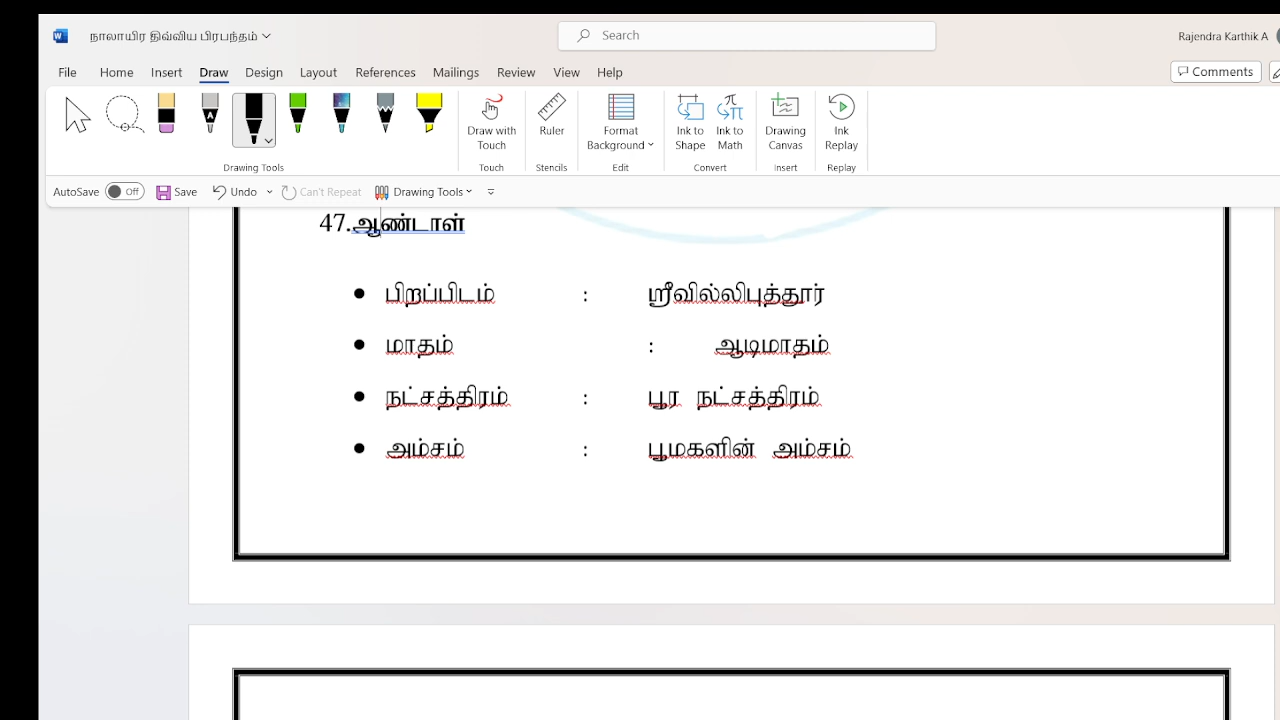 நாலாயிர திவ்விய பிரபந்தம்
Search
Rajendra Karthik A
File Home Insert Draw Design Layout References Mailings Review View Help
Comments
Draw with Touch
Ruler
Format Background
Ink to Shape
Ink to Math
Drawing Canvas
Ink Replay
Drawing Tools Touch Stencils Edit Convert Insert Replay
AutoSave Off Save Undo Can't Repeat Drawing Tools
47.ஆண்டாள்
• பிறப்பிடம் : ஸ்ரீவில்லிபுத்தூர்
• மாதம் : ஆடிமாதம்
• நட்சத்திரம் : பூர நட்சத்திரம்
• அம்சம் : பூமகளின் அம்சம்